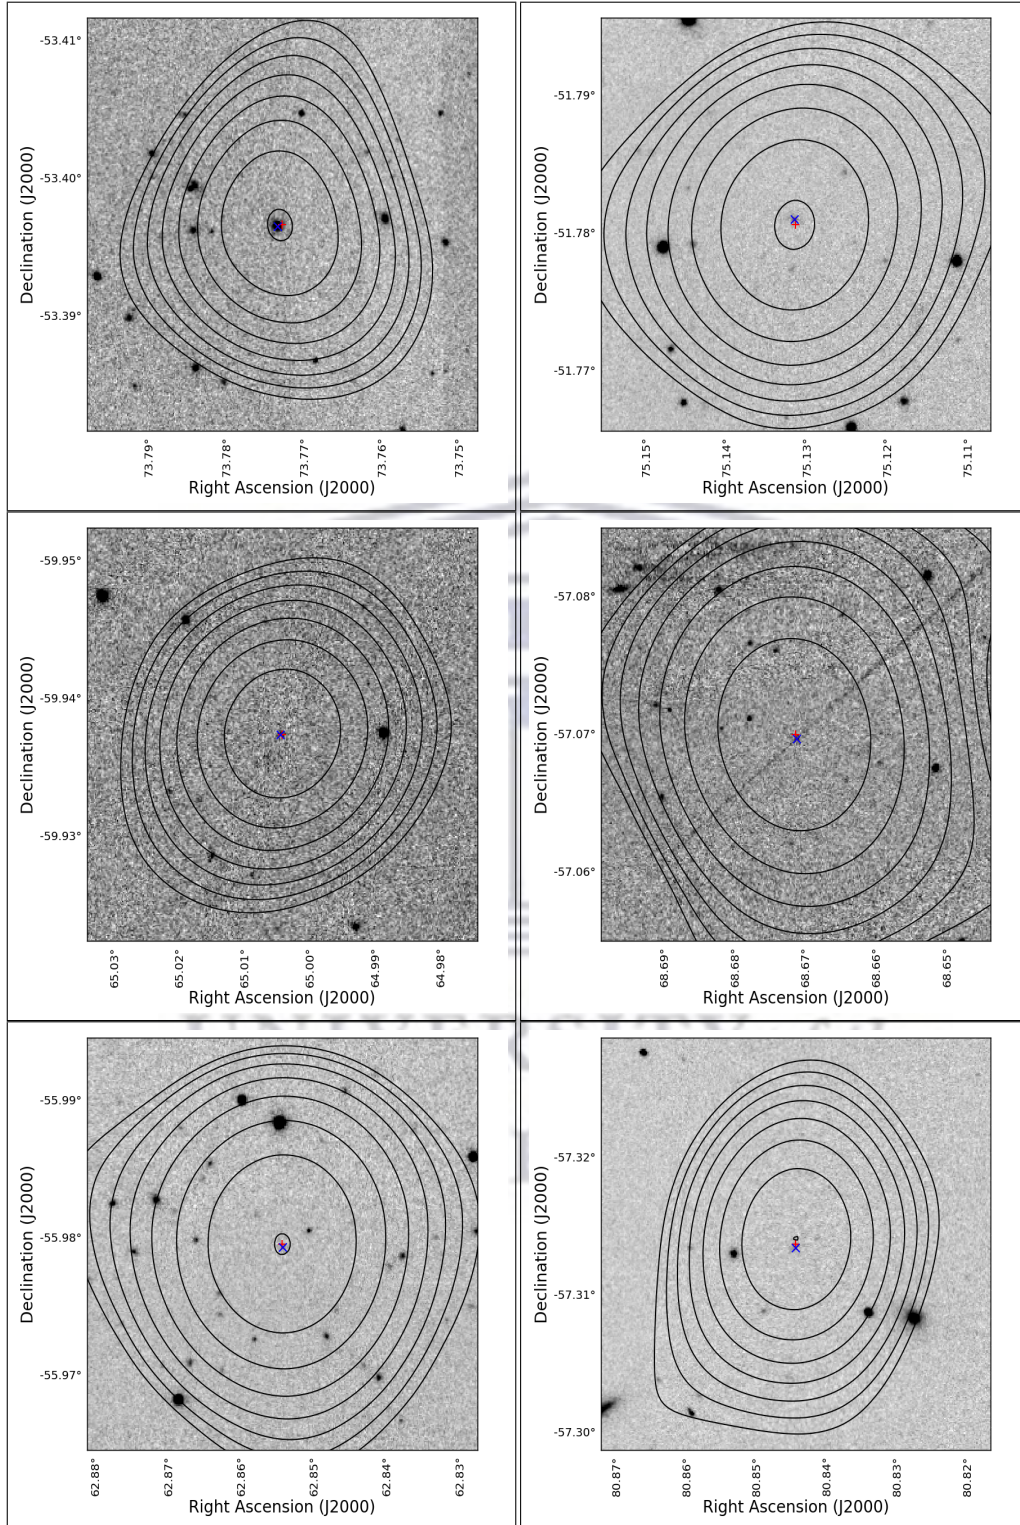 -53.41°
-53.40°
-53.39°
Declination (J2000)
73.79° 73.78° 73.77° 73.76° 73.75°
Right Ascension (J2000)
-51.79°
-51.78°
-51.77°
Declination (J2000)
75.15° 75.14° 75.13° 75.12° 75.11°
Right Ascension (J2000)
-59.95°
-59.94°
-59.93°
Declination (J2000)
65.03° 65.02° 65.01° 65.00° 64.99° 64.98°
Right Ascension (J2000)
-57.08°
-57.07°
-57.06°
Declination (J2000)
68.69° 68.68° 68.67° 68.66° 68.65°
Right Ascension (J2000)
-55.99°
-55.98°
-55.97°
Declination (J2000)
62.88° 62.87° 62.86° 62.85° 62.84° 62.83°
Right Ascension (J2000)
-57.32°
-57.31°
-57.30°
Declination (J2000)
80.87° 80.86° 80.85° 80.84° 80.83° 80.82°
Right Ascension (J2000)